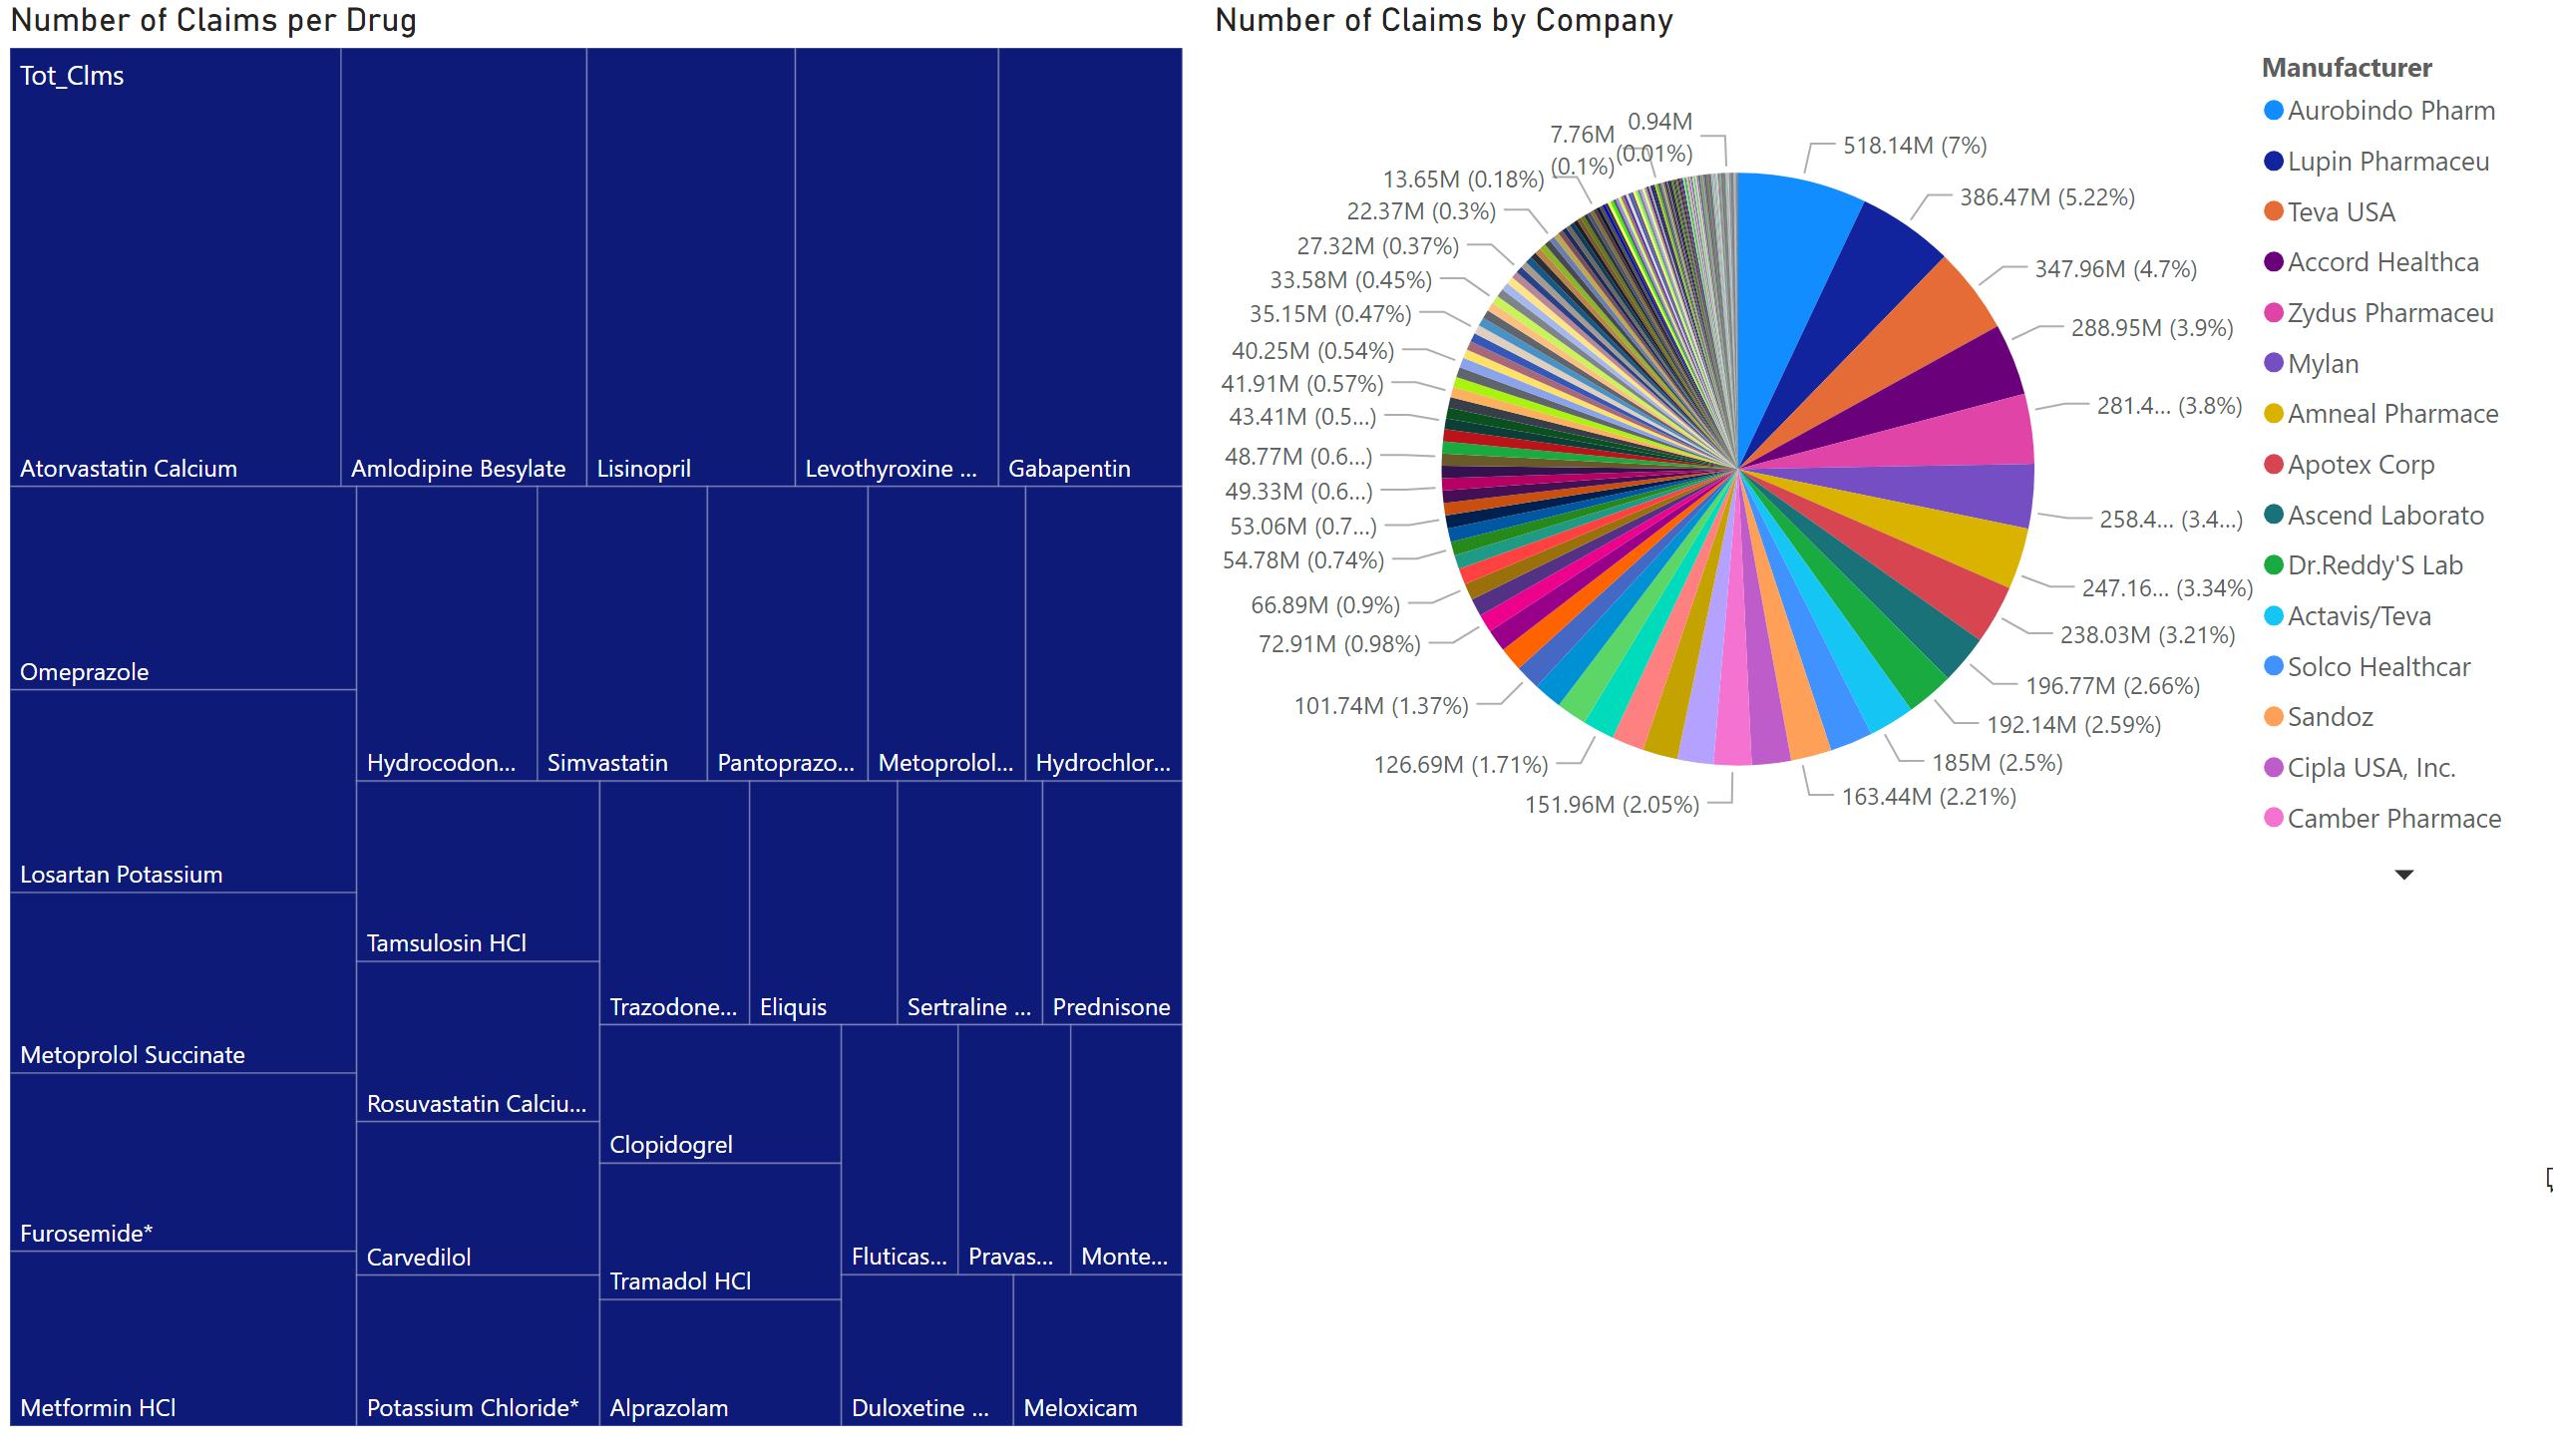 Number of Claims per Drug
Tot_Clms
Atorvastatin Calcium
Amlodipine Besylate
Lisinopril
Levothyroxine ...
Gabapentin
Omeprazole
Losartan Potassium
Metoprolol Succinate
Furosemide*
Metformin HCl
Hydrocodon...
Simvastatin
Pantoprazo...
Metoprolol...
Hydrochlor...
Tamsulosin HCl
Rosuvastatin Calciu...
Carvedilol
Potassium Chloride*
Trazodone...
Eliquis
Sertraline ...
Prednisone
Clopidogrel
Tramadol HCl
Alprazolam
Fluticas...
Pravas...
Monte...
Duloxetine ...
Meloxicam
Number of Claims by Company
518.14M (7%)
386.47M (5.22%)
347.96M (4.7%)
288.95M (3.9%)
281.4... (3.8%)
258.4... (3.4...)
247.16... (3.34%)
238.03M (3.21%)
196.77M (2.66%)
192.14M (2.59%)
185M (2.5%)
163.44M (2.21%)
151.96M (2.05%)
126.69M (1.71%)
101.74M (1.37%)
72.91M (0.98%)
66.89M (0.9%)
54.78M (0.74%)
53.06M (0.7...)
49.33M (0.6...)
48.77M (0.6...)
43.41M (0.5...)
41.91M (0.57%)
40.25M (0.54%)
35.15M (0.47%)
33.58M (0.45%)
27.32M (0.37%)
22.37M (0.3%)
13.65M (0.18%)
7.76M
(0.1%)
0.94M
(0.01%)
Manufacturer
Aurobindo Pharm
Lupin Pharmaceu
Teva USA
Accord Healthca
Zydus Pharmaceu
Mylan
Amneal Pharmace
Apotex Corp
Ascend Laborato
Dr.Reddy'S Lab
Actavis/Teva
Solco Healthcar
Sandoz
Cipla USA, Inc.
Camber Pharmace